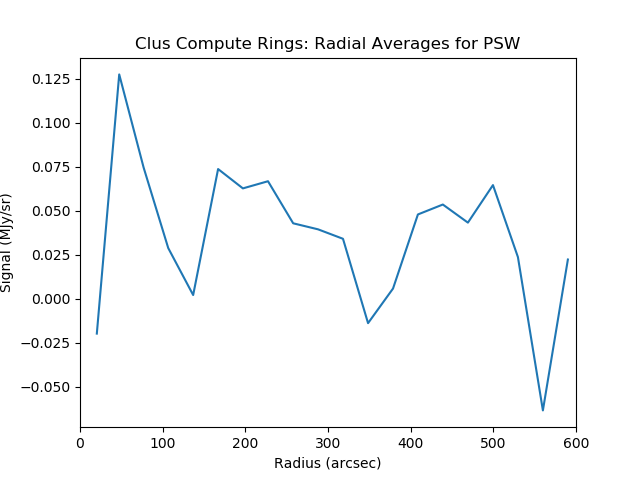 Clus Compute Rings: Radial Averages for PSW
0.125
0.100
0.075
0.050
0.025
0.000
−0.025
−0.050
Signal (MJy/sr)
0 100 200 300 400 500 600
Radius (arcsec)